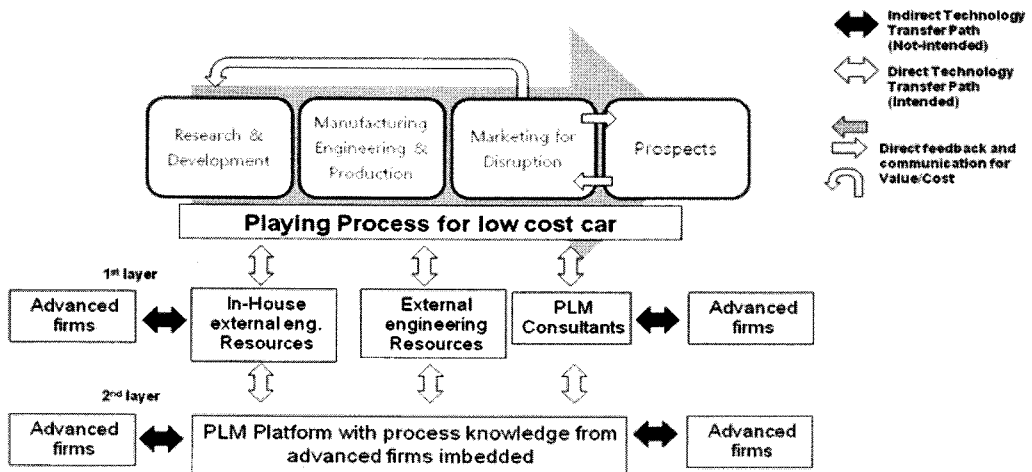 Indirect Technology
Transfer Path
(Not-intended)
Direct Technology
Transfer Path
(Intended)
Direct feedback and
communication for
Value/Cost
Research &
Development
Manufacturing
Engineering &
Production
Marketing for
Disruption
Prospects
Playing Process for low cost car
1st layer
Advanced
firms
In-House
external eng.
Resources
External
engineering
Resources
PLM
Consultants
Advanced
firms
2nd layer
Advanced
firms
PLM Platform with process knowledge from
advanced firms imbedded
Advanced
firms